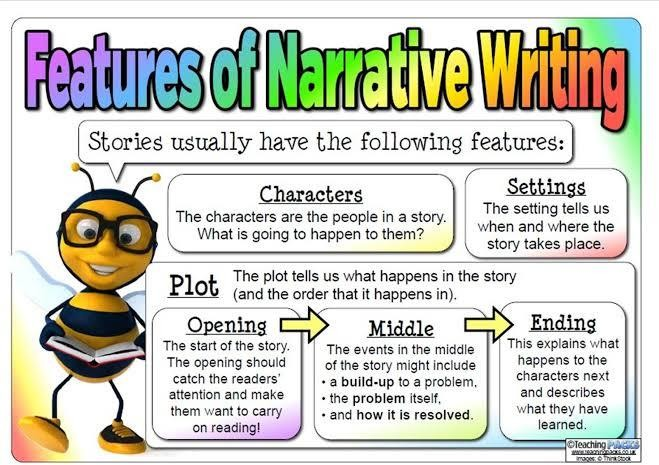 Features of Narrative Writing
Stories usually have the following features:
Characters
The characters are the people in a story.
What is going to happen to them?
Settings
The setting tells us
when and where the
story takes place.
Plot
The plot tells us what happens in the story
(and the order that it happens in).
Opening
The start of the story.
The opening should
catch the readers'
attention and make
them want to carry
on reading!
Middle
The events in the middle
of the story might include
• a build-up to a problem,
• the problem itself,
• and how it is resolved.
Ending
This explains what
happens to the
characters next
and describes
what they have
learned.
©Teaching PACKS
www.teachingpacks.co.uk
Images: © ThinkStock